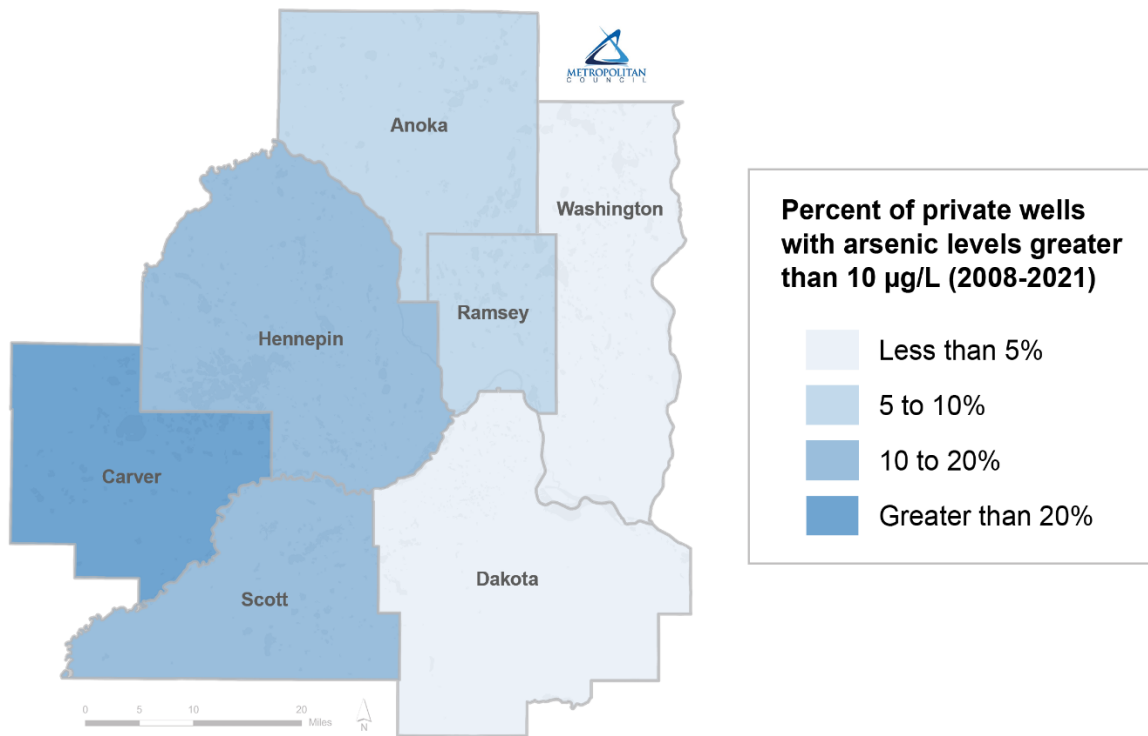 METROPOLITAN
COUNCIL
Anoka
Washington
Hennepin
Ramsey
Carver
Scott
Dakota
0 5 10 20
Miles
N
Percent of private wells
with arsenic levels greater
than 10 µg/L (2008-2021)
Less than 5%
5 to 10%
10 to 20%
Greater than 20%